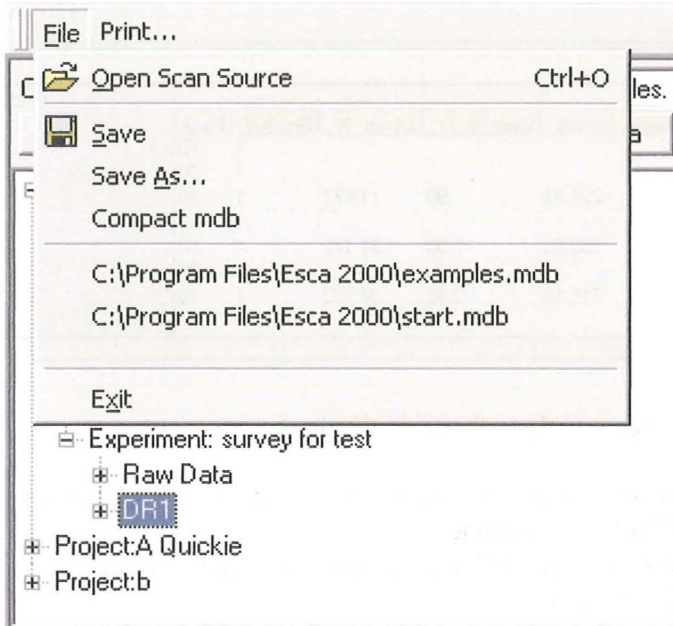 File Print...
Open Scan Source Ctrl+O
les.
Save
a
Save As...
Compact mdb
C:\Program Files\Esca 2000\examples.mdb
C:\Program Files\Esca 2000\start.mdb
Exit
Experiment: survey for test
Raw Data
DR1
Project:A Quickie
Project:b